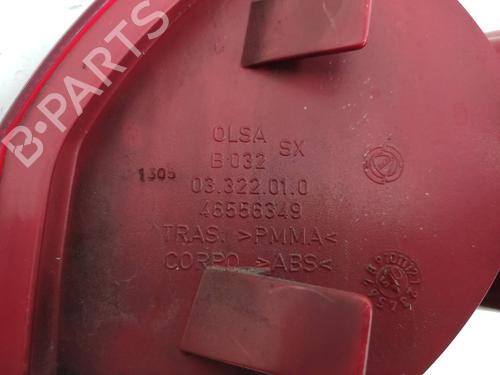 OLSA SX
B.032
1305
03.322.01.0
46556349
TRAS. >PMMA<
CORPO >ABS<
B-PARTS